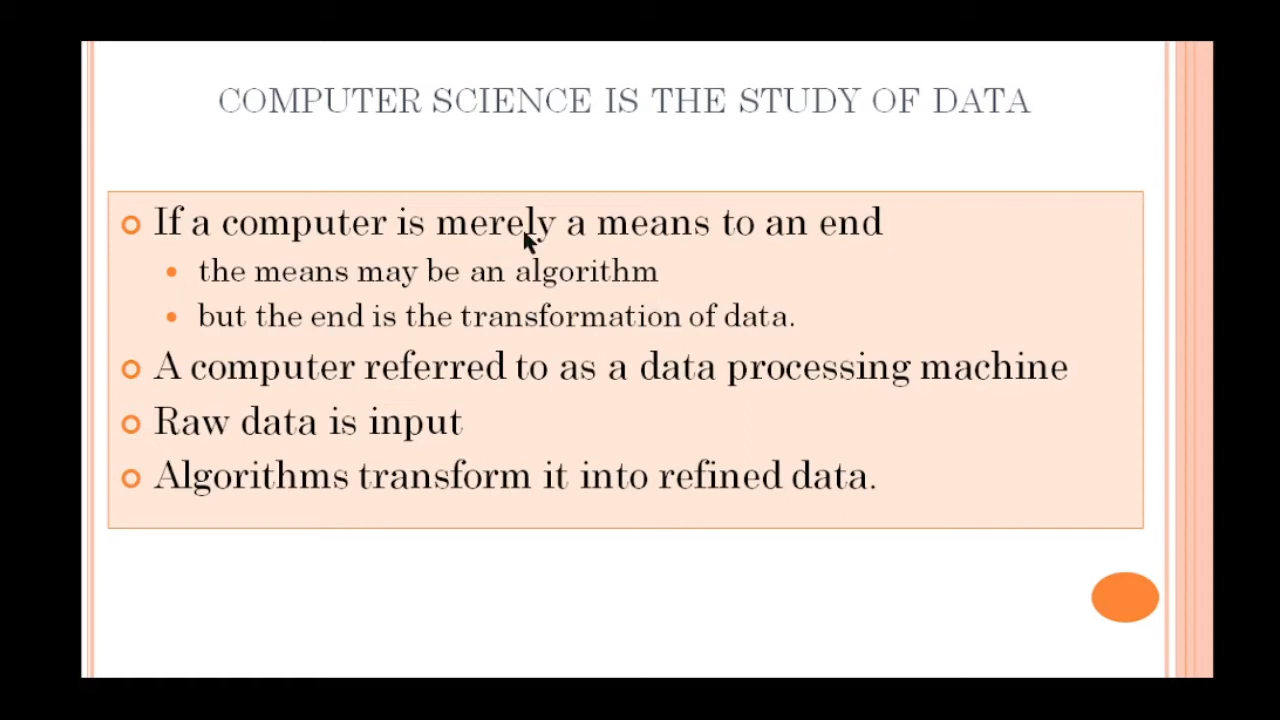 COMPUTER SCIENCE IS THE STUDY OF DATA
If a computer is merely a means to an end
the means may be an algorithm
but the end is the transformation of data.
A computer referred to as a data processing machine
Raw data is input
Algorithms transform it into refined data.